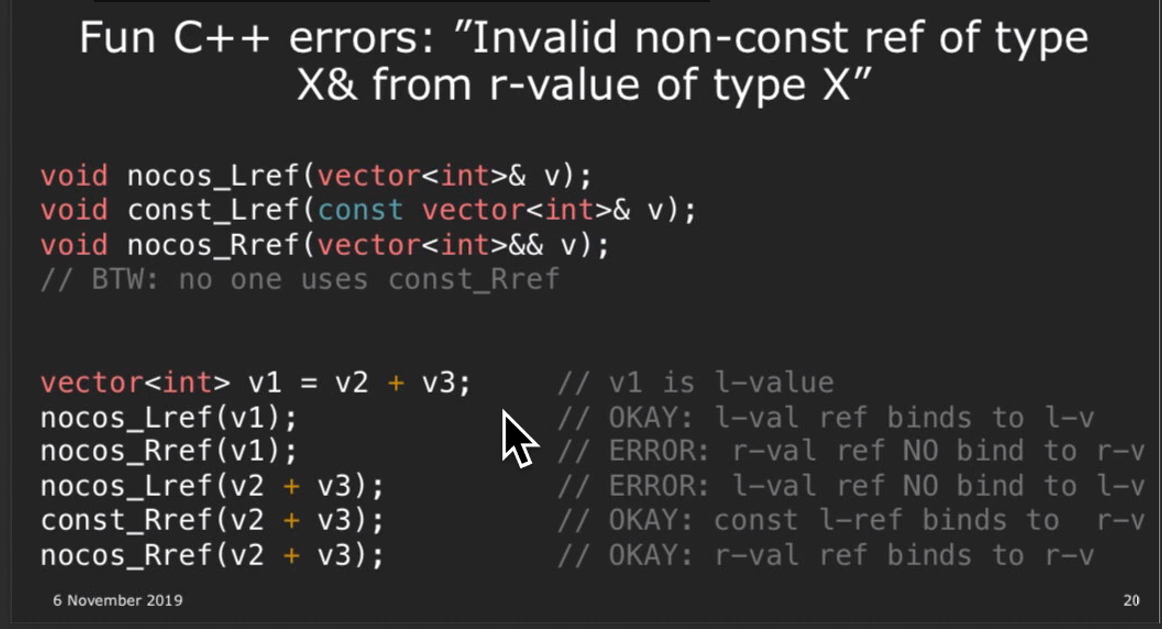 Fun C++ errors: ”Invalid non-const ref of type
X& from r-value of type X”
void nocos_Lref(vector<int>& v);
void const_Lref(const vector<int>& v);
void nocos_Rref(vector<int>&& v);
// BTW: no one uses const_Rref
vector<int> v1 = v2 + v3; // v1 is l-value
nocos_Lref(v1); // OKAY: l-val ref binds to l-v
nocos_Rref(v1); // ERROR: r-val ref NO bind to r-v
nocos_Lref(v2 + v3); // ERROR: l-val ref NO bind to l-v
const_Rref(v2 + v3); // OKAY: const l-ref binds to r-v
nocos_Rref(v2 + v3); // OKAY: r-val ref binds to r-v
6 November 2019 20